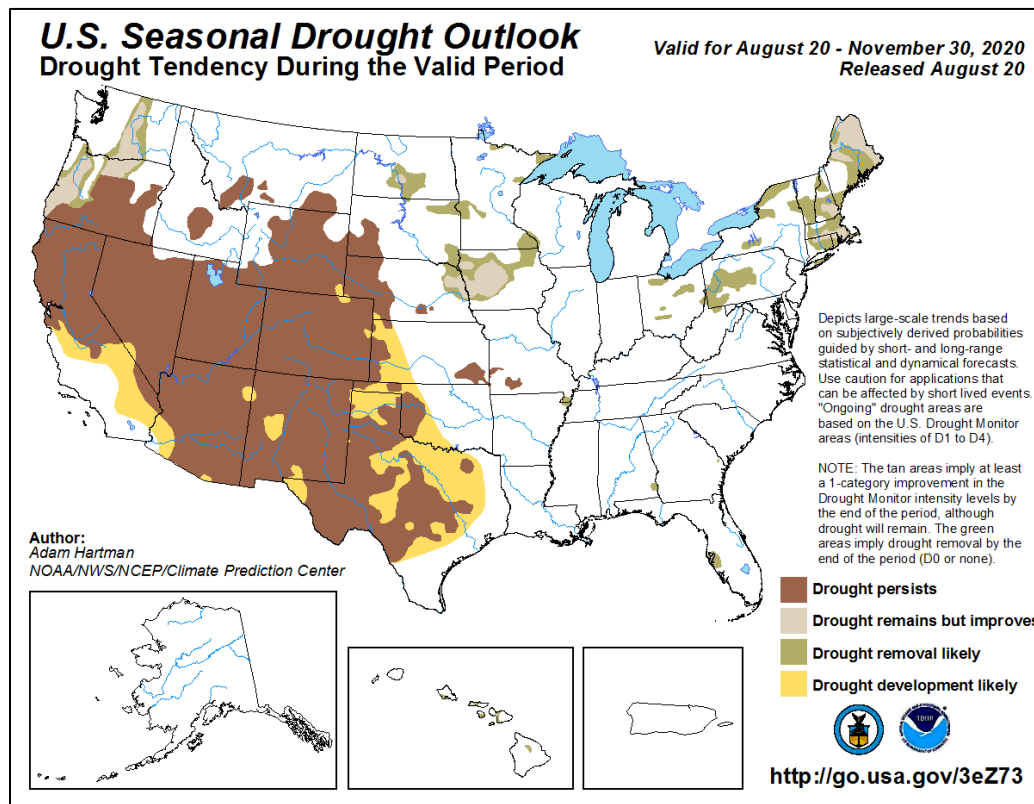 U.S. Seasonal Drought Outlook
Drought Tendency During the Valid Period
Valid for August 20 - November 30, 2020
Released August 20
Depicts large-scale trends based
on subjectively derived probabilities
guided by short- and long-range
statistical and dynamical forecasts.
Use caution for applications that
can be affected by short lived events.
"Ongoing" drought areas are
based on the U.S. Drought Monitor
areas (intensities of D1 to D4).
NOTE: The tan areas imply at least
a 1-category improvement in the
Drought Monitor intensity levels by
the end of the period, although
drought will remain. The green
areas imply drought removal by the
end of the period (D0 or none).
Author:
Adam Hartman
NOAA/NWS/NCEP/Climate Prediction Center
Drought persists
Drought remains but improves
Drought removal likely
Drought development likely
http://go.usa.gov/3eZ73